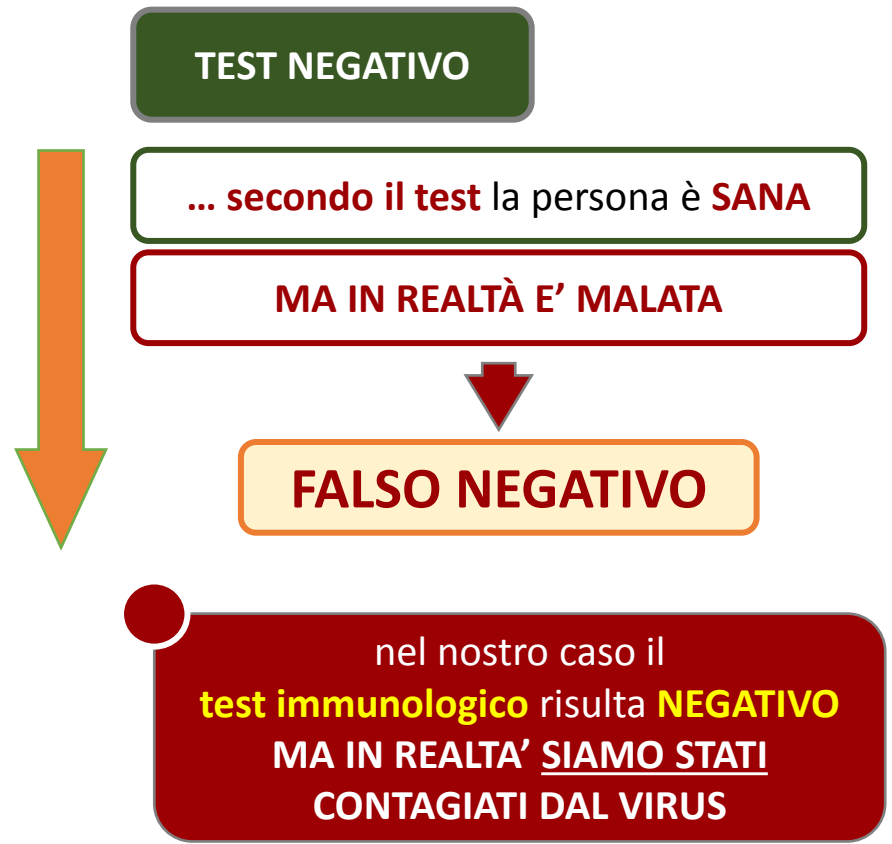 TEST NEGATIVO
… secondo il test la persona è SANA
MA IN REALTÀ E’ MALATA
FALSO NEGATIVO
nel nostro caso il
test immunologico risulta NEGATIVO
MA IN REALTA’ SIAMO STATI
CONTAGIATI DAL VIRUS